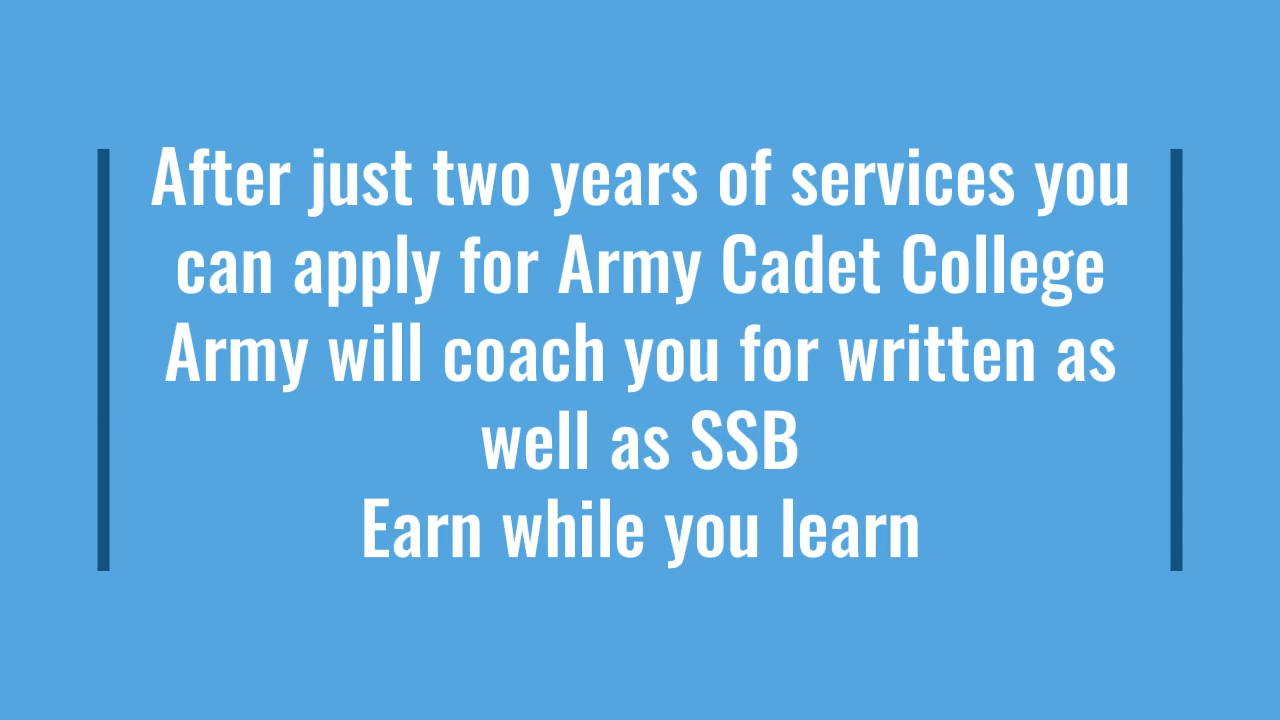 After just two years of services you
can apply for Army Cadet College
Army will coach you for written as
well as SSB
Earn while you learn